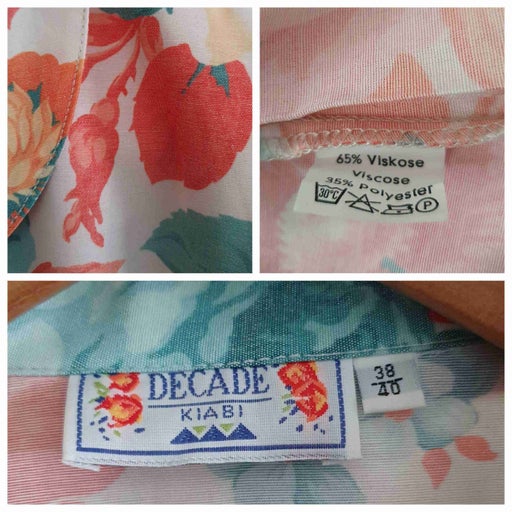 65% Viskose
Viscose
35% polyester
30°C P
DECADE
KIABI
38
40